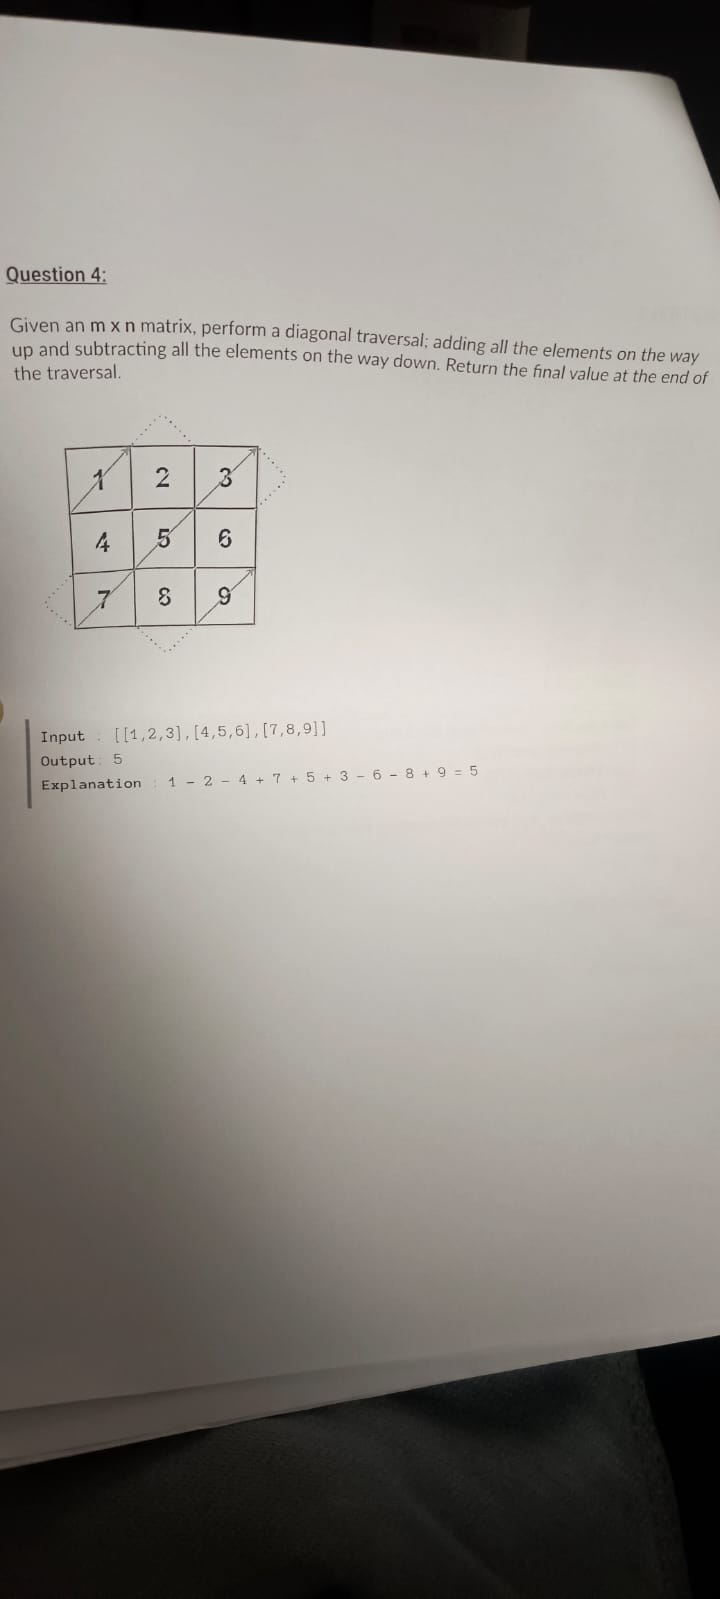 Question 4:
Given an m x n matrix, perform a diagonal traversal; adding all the elements on the way
up and subtracting all the elements on the way down. Return the final value at the end of
the traversal.
1 2 3
4 5 6
7 8 9
Input : [[1,2,3],[4,5,6],[7,8,9]]
Output: 5
Explanation : 1 - 2 - 4 + 7 + 5 + 3 - 6 - 8 + 9 = 5